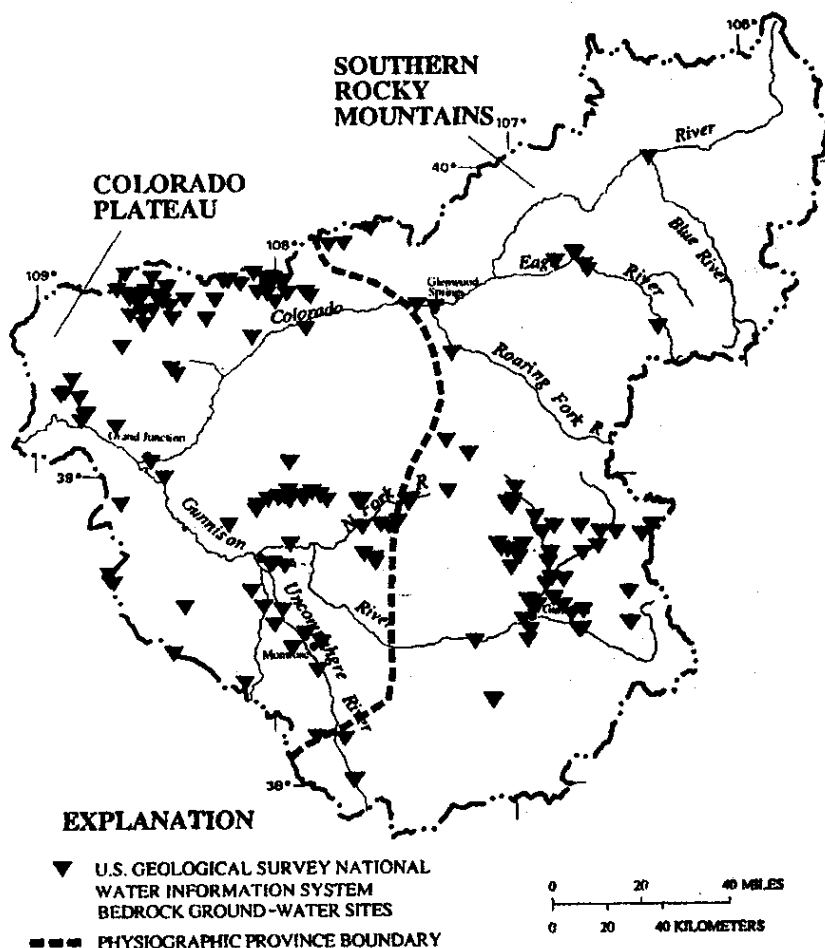 SOUTHERN
ROCKY
MOUNTAINS
COLORADO
PLATEAU
106°
107°
40°
River
Blue River
108°
109°
Eagle
River
Glenwood
Springs
Colorado
Roaring Fork R
Grand Junction
39°
Gunnison
N Fork R
River
Uncompahgre
River
Montrose
38°
EXPLANATION
U.S. GEOLOGICAL SURVEY NATIONAL
WATER INFORMATION SYSTEM
BEDROCK GROUND-WATER SITES
PHYSIOGRAPHIC PROVINCE BOUNDARY
0 20 40 MILES
0 20 40 KILOMETERS